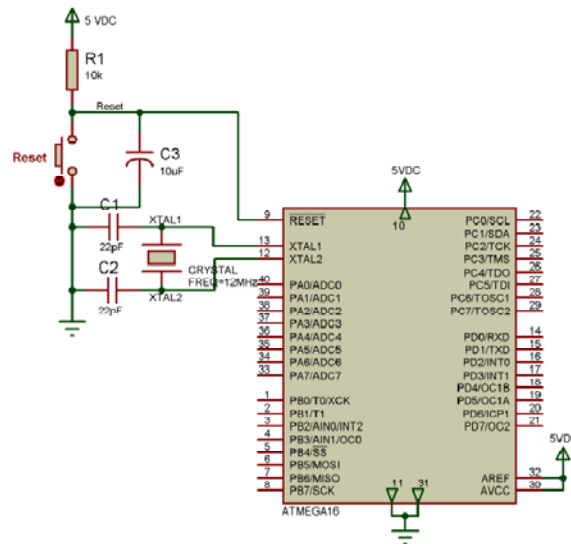 5 VDC
R1
10k
Reset
Reset
C3
10uF
C1
22pF
XTAL1
C2
22pF
XTAL2
CRYSTAL
FREQ=12MHz
5VDC
10
9 RESET
13 XTAL1
12 XTAL2
40 PA0/ADC0
39 PA1/ADC1
38 PA2/ADC2
37 PA3/ADC3
36 PA4/ADC4
35 PA5/ADC5
34 PA6/ADC6
33 PA7/ADC7
1 PB0/T0/XCK
2 PB1/T1
3 PB2/AIN0/INT2
4 PB3/AIN1/OC0
5 PB4/SS
6 PB5/MOSI
7 PB6/MISO
8 PB7/SCK
PC0/SCL 22
PC1/SDA 23
PC2/TCK 24
PC3/TMS 25
PC4/TDO 26
PC5/TDI 27
PC6/TOSC1 28
PC7/TOSC2 29
PD0/RXD 14
PD1/TXD 15
PD2/INT0 16
PD3/INT1 17
PD4/OC1B 18
PD5/OC1A 19
PD6/ICP1 20
PD7/OC2 21
5VD
AREF 32
AVCC 30
11 31
ATMEGA16